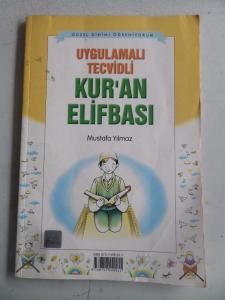 GÜZEL DİNİMİ ÖĞRENİYORUM
UYGULAMALI
TECVİDLİ
KUR'AN
ELİFBASI
Mustafa Yılmaz